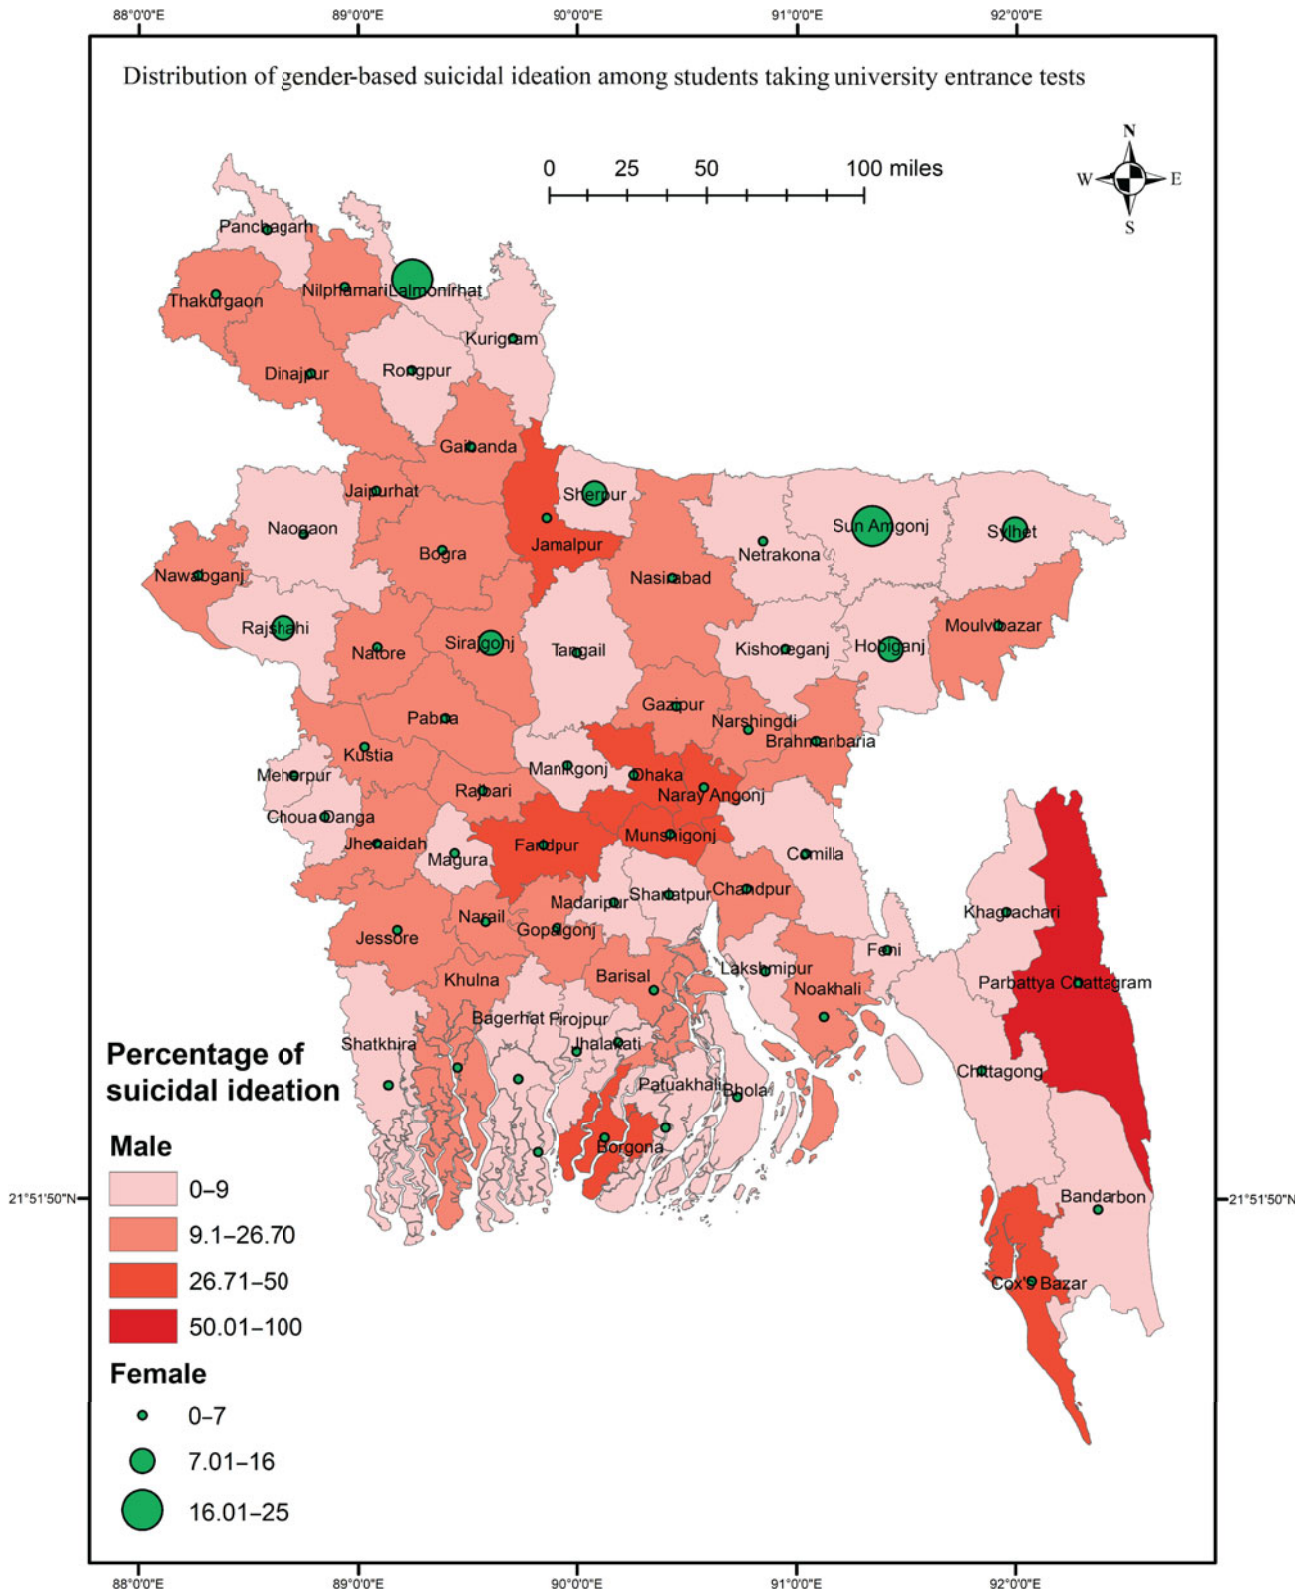 88°0'0"E 89°0'0"E 90°0'0"E 91°0'0"E 92°0'0"E
Distribution of gender-based suicidal ideation among students taking university entrance tests
N
0 25 50 100 miles
W E
S
Panchagarh
Nilphamari Lalmonirhat
Thakurgaon
Kurigram
Dinajpur Rongpur
Gaibanda
Jaipurhat Sherpur
Naogaon Sun Amgonj Sylhet
Bogra Jamalpur Netrakona
Nawabganj Nasirabad
Rajshahi Moulvibazar
Natore Sirajgonj Tangail Kishoreganj Hobiganj
Gazipur
Pabna Narshingdi
Kustia Brahmanbaria
Meherpur Manikgonj Dhaka
Rajbari Naray Angonj
Choua Danga
Jhenaidah Faridpur Munshigonj
Magura Comilla
Madaripur Shariatpur Chandpur
Narail Khagrachari
Jessore Gopalgonj
Feni
Khulna Barisal Lakshmipur
Noakhali Parbattya Chattagram
Bagerhat Pirojpur
Shatkhira Jhalakati
Chittagong
Patuakhali Bhola
Borgona
Bandarbon
Cox's Bazar
21°51'50"N 21°51'50"N
Percentage of
suicidal ideation
Male
0–9
9.1–26.70
26.71–50
50.01–100
Female
0–7
7.01–16
16.01–25
88°0'0"E 89°0'0"E 90°0'0"E 91°0'0"E 92°0'0"E